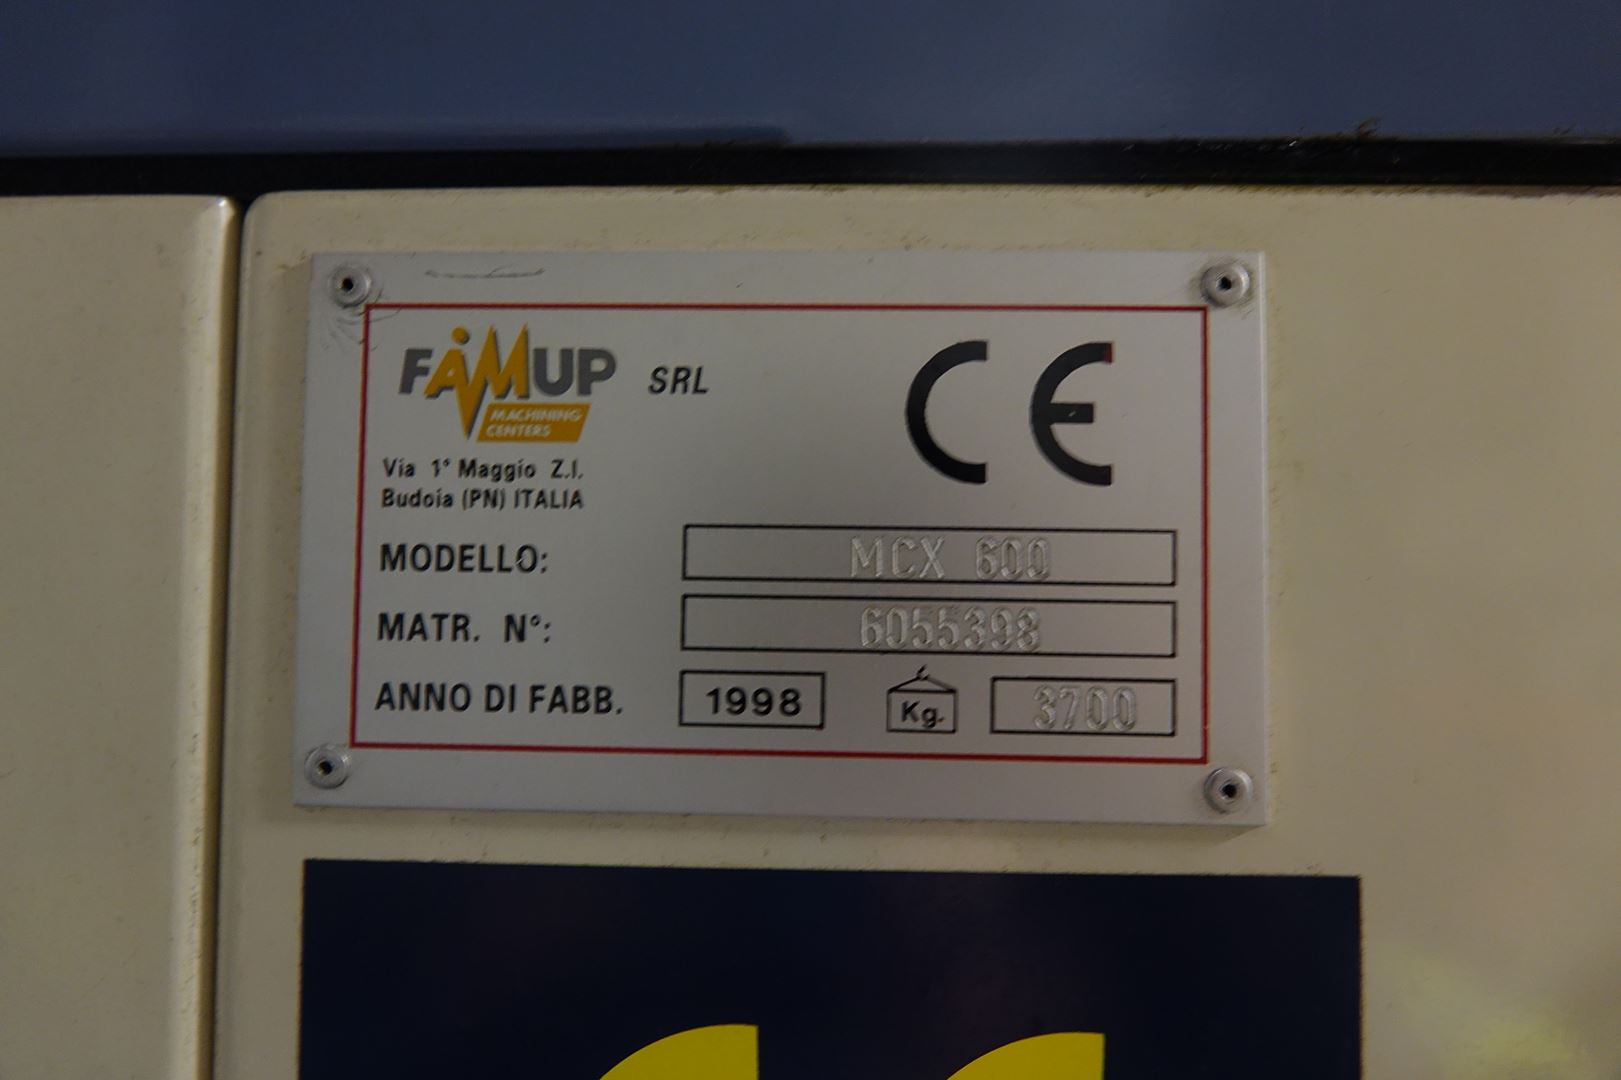 FAMUP SRL
MACHINING
CENTERS
CE
Via 1° Maggio Z.I.
Budoia (PN) ITALIA
MODELLO: MCX 600
MATR. N°: 6055398
ANNO DI FABB. 1998 Kg. 3700